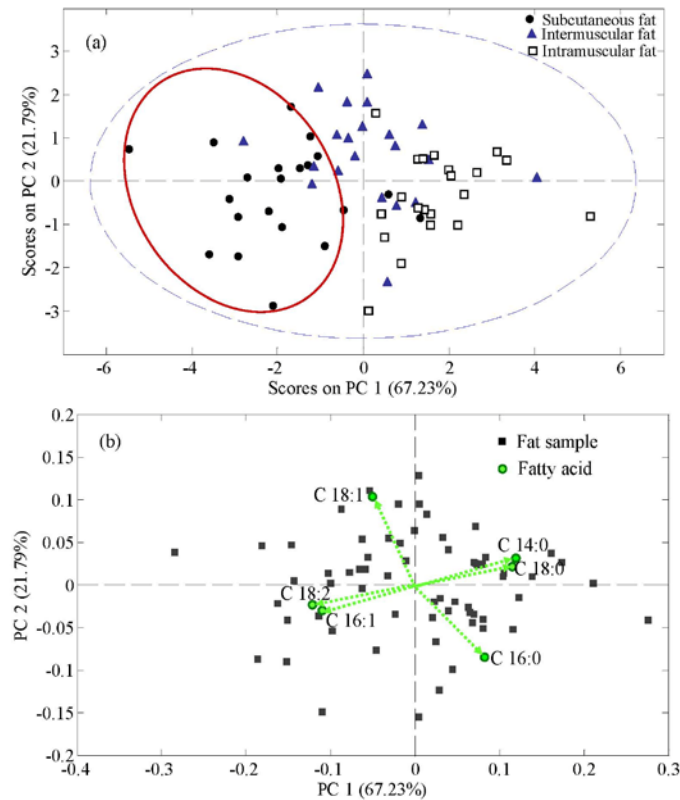 (a)
Subcutaneous fat
Intermuscular fat
Intramuscular fat
3
2
1
0
-1
-2
-3
Scores on PC 2 (21.79%)
-6
-4
-2
0
2
4
6
Scores on PC 1 (67.23%)
(b)
Fat sample
Fatty acid
0.2
0.15
0.1
0.05
0
-0.05
-0.1
-0.15
-0.2
PC 2 (21.79%)
C 18:1
C 14:0
C 18:0
C 18:2
C 16:1
C 16:0
-0.4
-0.3
-0.2
-0.1
0
0.1
0.2
0.3
PC 1 (67.23%)